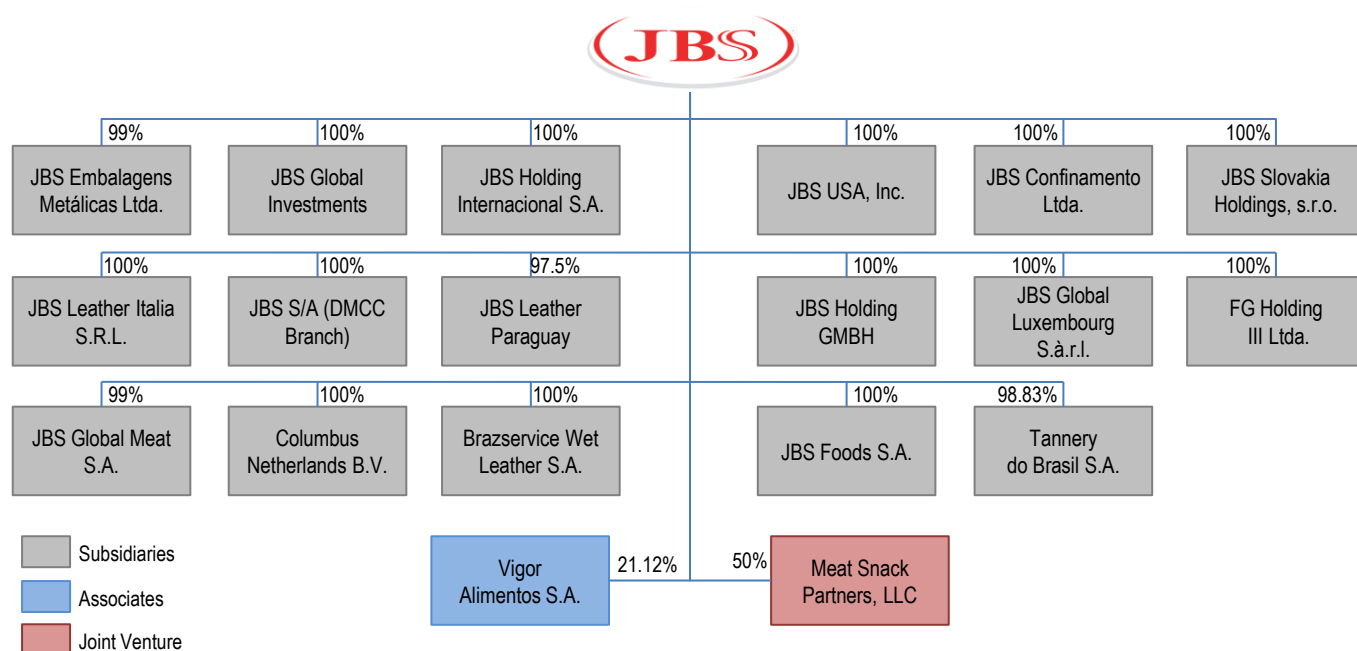 JBS
99%
100%
100%
100%
100%
100%
JBS Embalagens
Metálicas Ltda.
JBS Global
Investments
JBS Holding
Internacional S.A.
JBS USA, Inc.
JBS Confinamento
Ltda.
JBS Slovakia
Holdings, s.r.o.
100%
100%
97.5%
100%
100%
100%
JBS Leather Italia
S.R.L.
JBS S/A (DMCC
Branch)
JBS Leather
Paraguay
JBS Holding
GMBH
JBS Global
Luxembourg
S.à.r.l.
FG Holding
III Ltda.
99%
100%
100%
100%
98.83%
JBS Global Meat
S.A.
Columbus
Netherlands B.V.
Brazservice Wet
Leather S.A.
JBS Foods S.A.
Tannery
do Brasil S.A.
Subsidiaries
Associates
Joint Venture
Vigor
Alimentos S.A.
21.12%
50%
Meat Snack
Partners, LLC